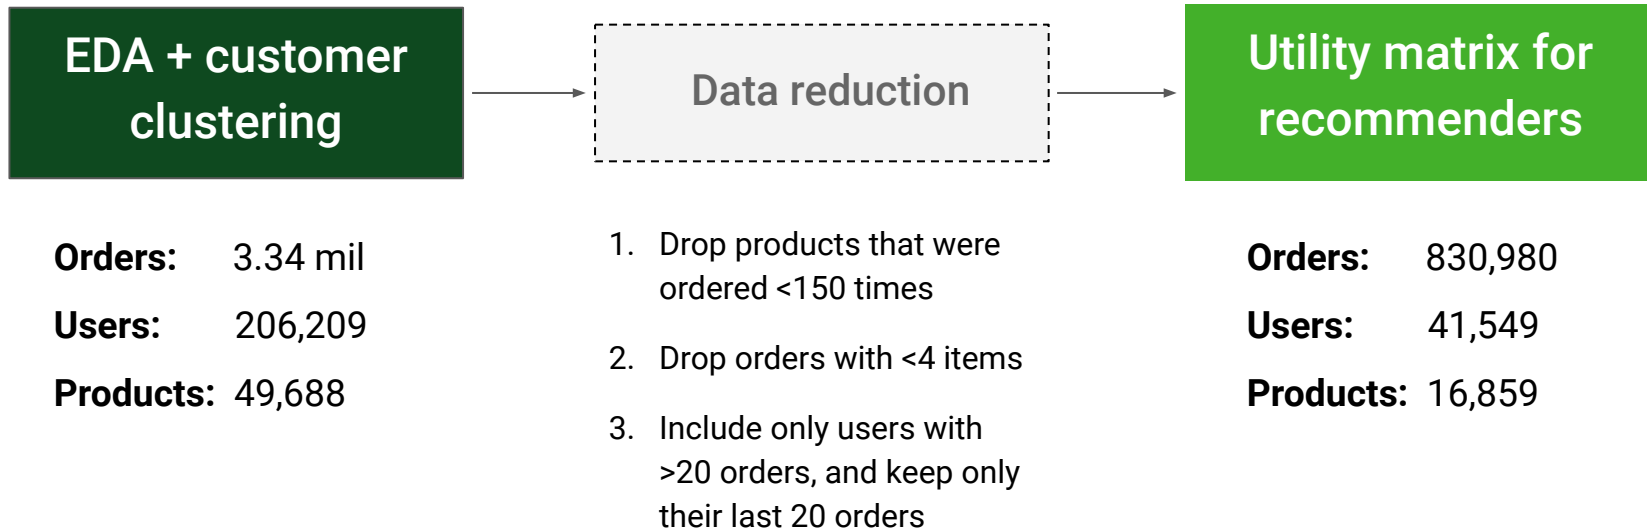 EDA + customer
clustering
Data reduction
Utility matrix for
recommenders
Orders: 3.34 mil
Users: 206,209
Products: 49,688
1. Drop products that were
ordered <150 times
2. Drop orders with <4 items
3. Include only users with
>20 orders, and keep only
their last 20 orders
Orders: 830,980
Users: 41,549
Products: 16,859